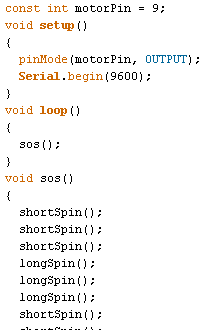 const int motorPin = 9;
void setup()
{
pinMode(motorPin, OUTPUT);
Serial.begin(9600);
}
void loop()
{
sos();
}
void sos()
{
shortSpin();
shortSpin();
shortSpin();
longSpin();
longSpin();
longSpin();
shortSpin();